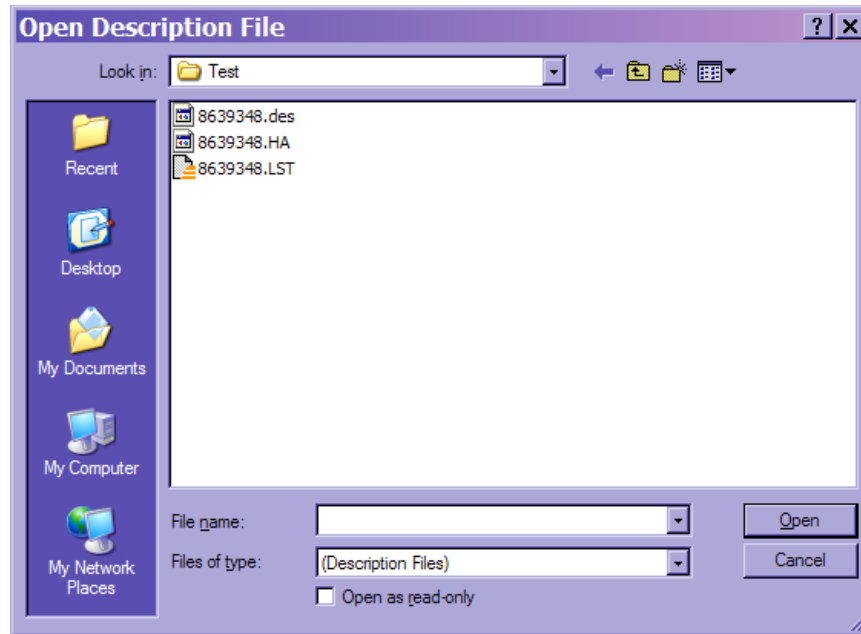 Open Description File
Look in: Test
8639348.des
8639348.HA
8639348.LST
Recent
Desktop
My Documents
My Computer
My Network
Places
File name:
Open
Files of type: (Description Files)
Cancel
Open as read-only